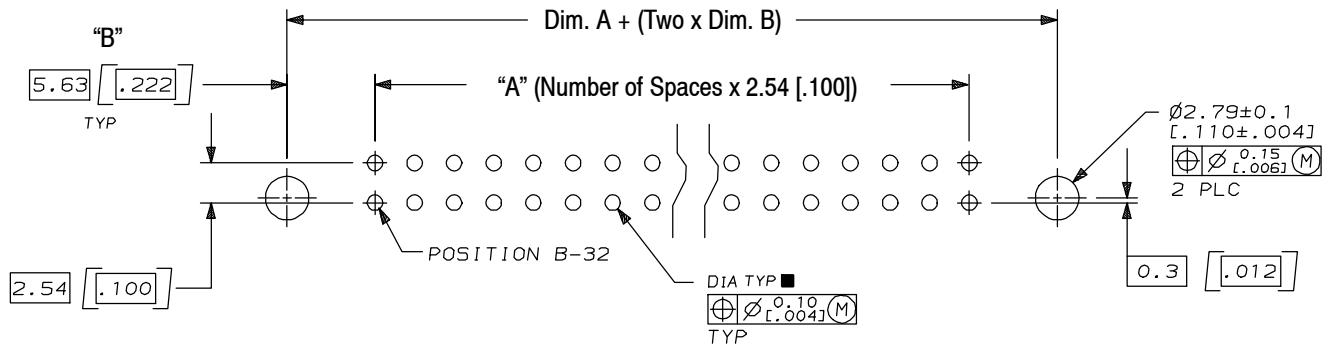 Dim. A + (Two x Dim. B)
“B”
5.63 [.222]
TYP
“A” (Number of Spaces x 2.54 [.100])
Ø2.79±0.1
[.110±.004]
⌖ Ø 0.15 [.006] Ⓜ
2 PLC
POSITION B-32
2.54 [.100]
DIA TYP ■
⌖ Ø 0.10 [.004] Ⓜ
TYP
0.3 [.012]